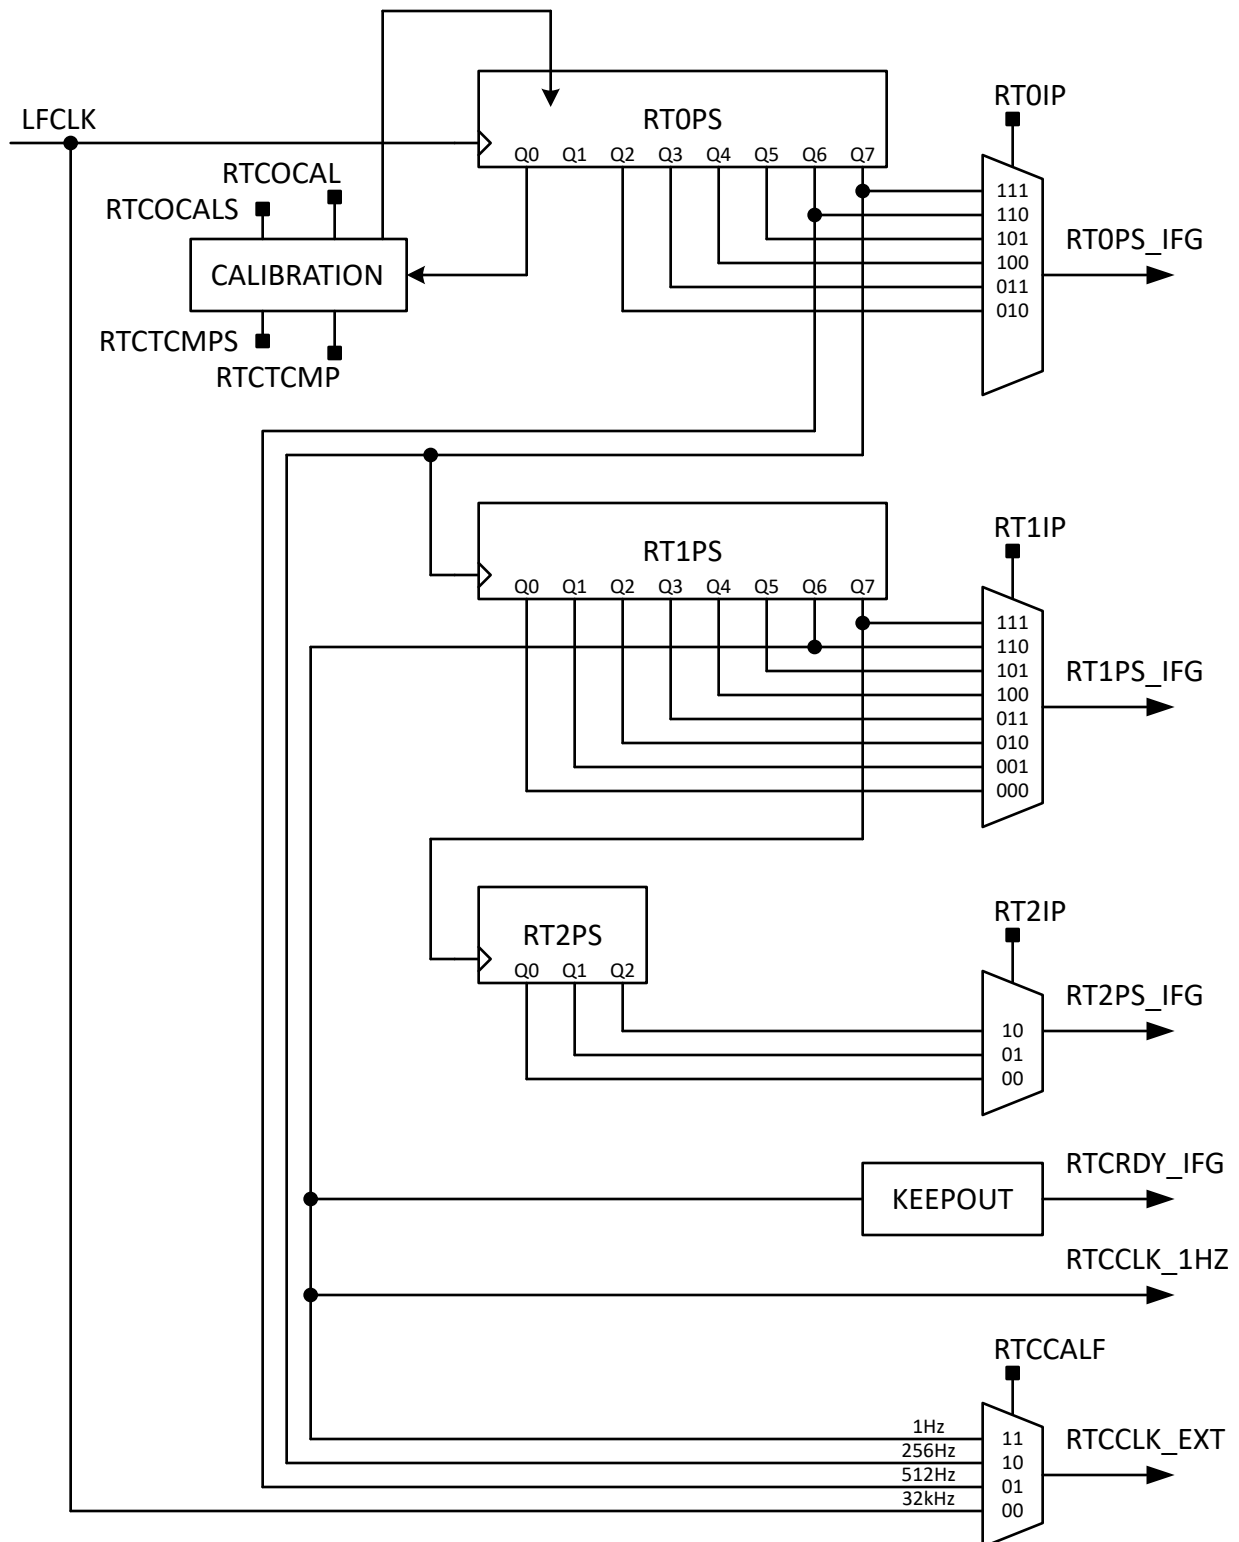 LFCLK
RT0PS
Q0 Q1 Q2 Q3 Q4 Q5 Q6 Q7
RT0IP
111
110
101
100
011
010
RT0PS_IFG
RTCOCAL
RTCOCALS
CALIBRATION
RTCTCMPS
RTCTCMP
RT1PS
Q0 Q1 Q2 Q3 Q4 Q5 Q6 Q7
RT1IP
111
110
101
100
011
010
001
000
RT1PS_IFG
RT2PS
Q0 Q1 Q2
RT2IP
10
01
00
RT2PS_IFG
KEEPOUT
RTCRDY_IFG
RTCCLK_1HZ
RTCCALF
1Hz 11
256Hz 10
512Hz 01
32kHz 00
RTCCLK_EXT